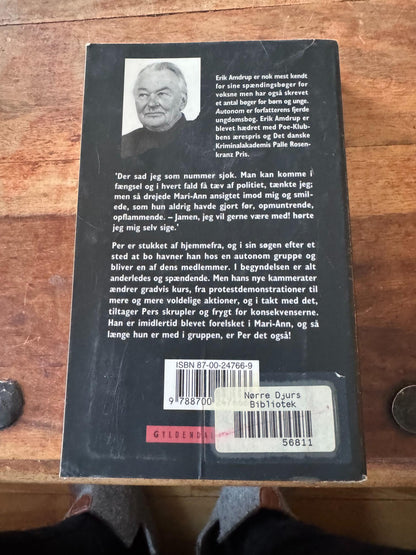 Erik Amdrup er nok mest kendt
for sine spændingsbøger for
voksne men har også skrevet
et antal bøger for børn og unge.
Autonom er forfatterens fjerde
ungdomsbog. Erik Amdrup er
blevet hædret med Poe-Klub-
bens ærespris og Det danske
Kriminalakademis Palle Rosen-
kranz Pris.
'Der sad jeg som nummer sjok. Man kan komme i
fængsel og i hvert fald få tæv af politiet, tænkte jeg;
men så drejede Mari-Ann ansigtet imod mig og smil-
ede, som hun aldrig havde gjort før, opmuntrende,
opflammende. – Jamen, jeg vil gerne være med! hørte
jeg mig selv sige.'
Per er stukket af hjemmefra, og i sin søgen efter et
sted at bo havner han hos en autonom gruppe og
bliver en af dens medlemmer. I begyndelsen er alt
anderledes og spændende. Men hans nye kammerater
ændrer gradvis kurs, fra protestdemonstrationer til
mere og mere voldelige aktioner, og i takt med det,
tiltager Pers skrupler og frygt for konsekvenserne.
Han er imidlertid blevet forelsket i Mari-Ann, og så
længe hun er med i gruppen, er Per det også!
ISBN 87-00-24766-9
9 788700
Nørre Djurs
Bibliotek
56811
GYLDENDAL